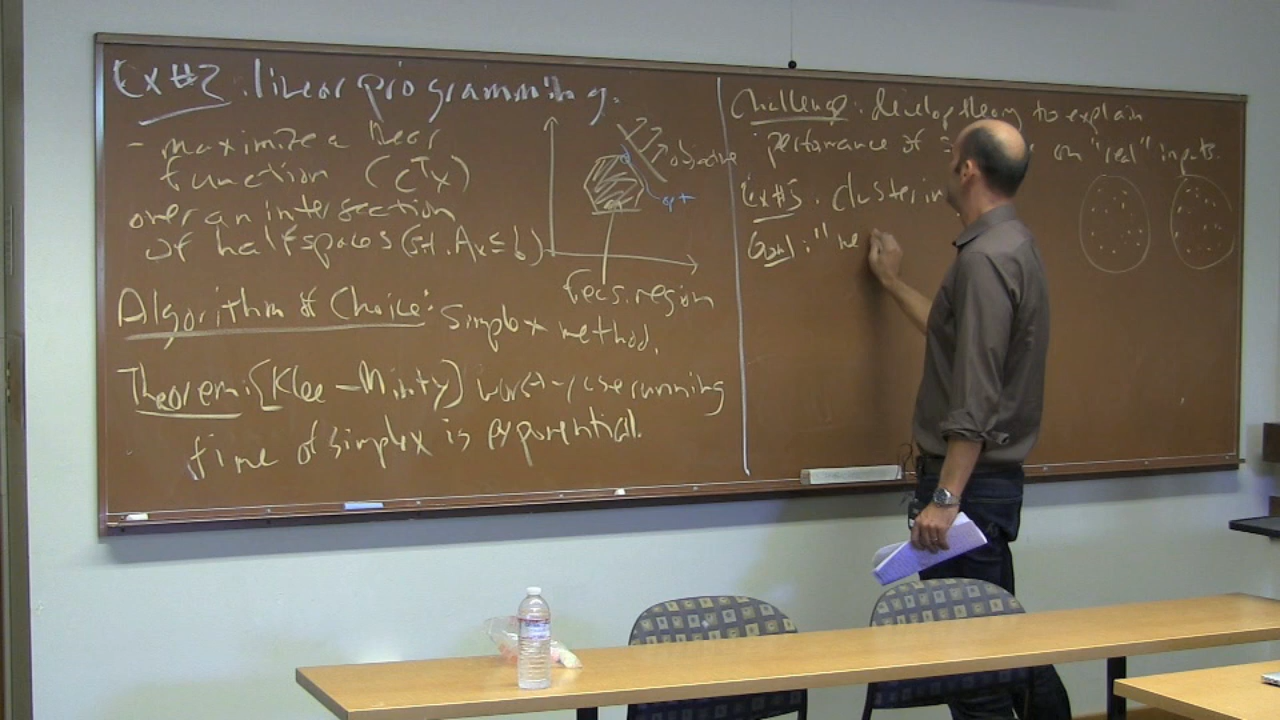 Ex #2: linear programming.
- maximize a linear
function (c^T x)
over an intersection
of halfspaces (s.t. Ax ≤ b)
objective
opt
feas. region
Algorithm of Choice: simplex method.
Theorem: [Klee-Minty] worst-case running
time of simplex is exponential.
Challenge: develop theory to explain
performance of on "real" inputs.
Ex #3: Clusterin
Goal: "